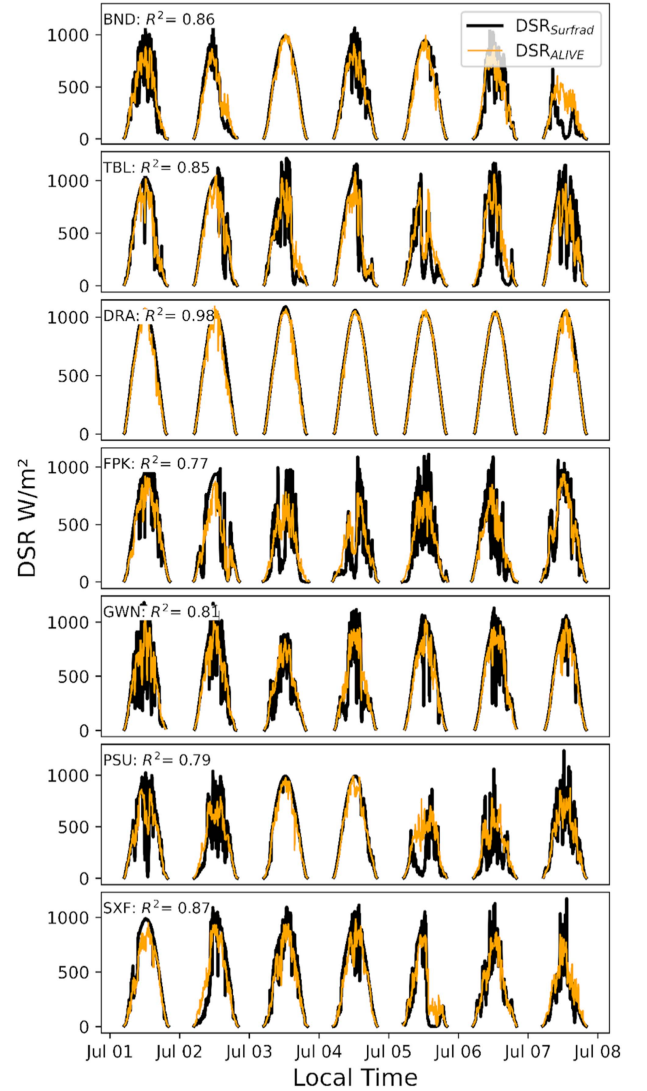 BND: R²= 0.86
DSR_Surfrad
DSR_ALIVE
1000
500
0
TBL: R²= 0.85
1000
500
0
DRA: R²= 0.98
1000
500
0
FPK: R²= 0.77
1000
500
0
GWN: R²= 0.81
1000
500
0
PSU: R²= 0.79
1000
500
0
SXF: R²= 0.87
1000
500
0
DSR W/m²
Jul 01 Jul 02 Jul 03 Jul 04 Jul 05 Jul 06 Jul 07 Jul 08
Local Time